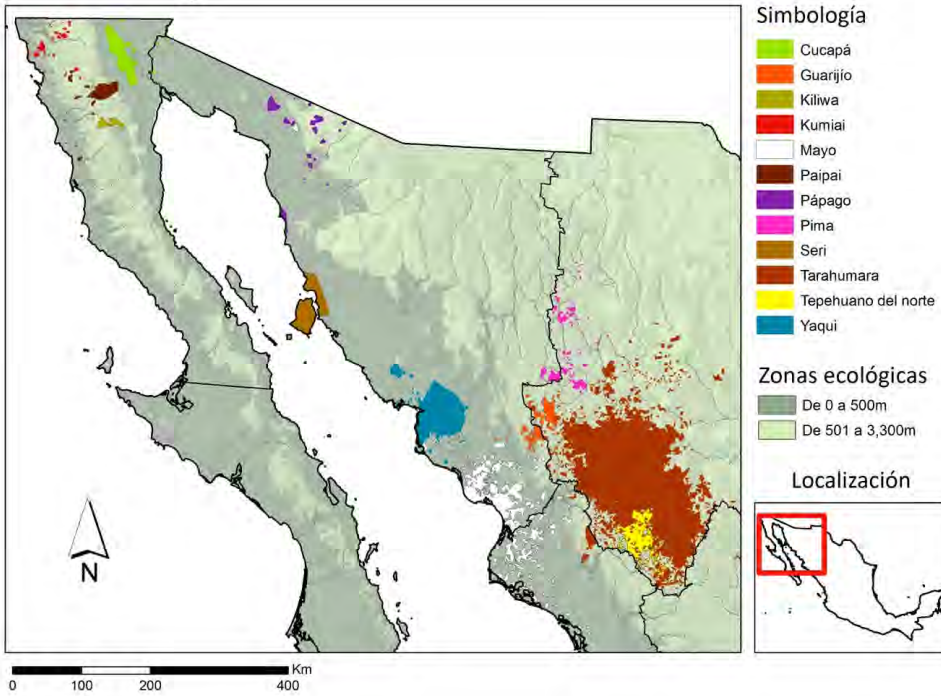 Simbología
Cucapá
Guarijío
Kiliwa
Kumiai
Mayo
Paipai
Pápago
Pima
Seri
Tarahumara
Tepehuano del norte
Yaqui
Zonas ecológicas
De 0 a 500m
De 501 a 3,300m
Localización
N
Km
0 100 200 400